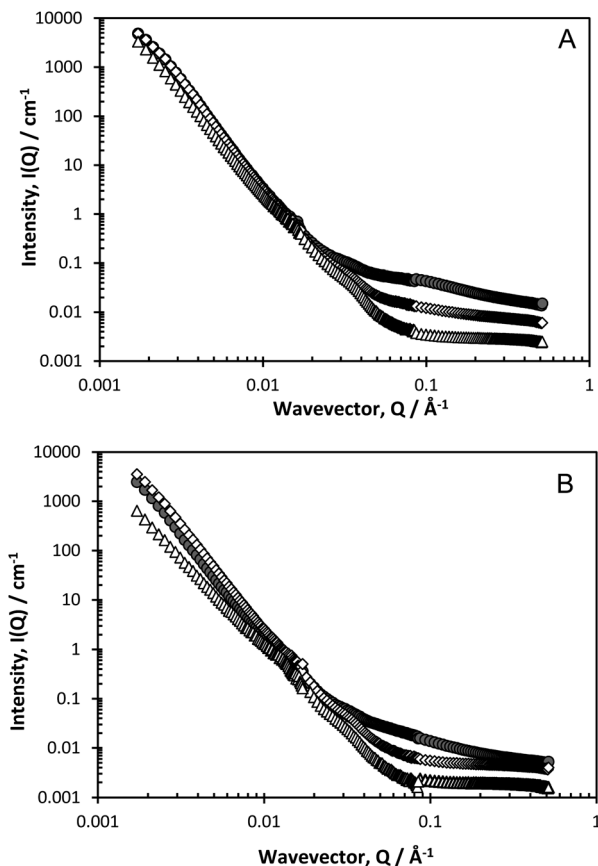 A
10000
1000
100
10
1
0.1
0.01
0.001
Intensity, I(Q) / cm-1
0.001 0.01 0.1 1
Wavevector, Q / Å-1
B
10000
1000
100
10
1
0.1
0.01
0.001
Intensity, I(Q) / cm-1
0.001 0.01 0.1 1
Wavevector, Q / Å-1